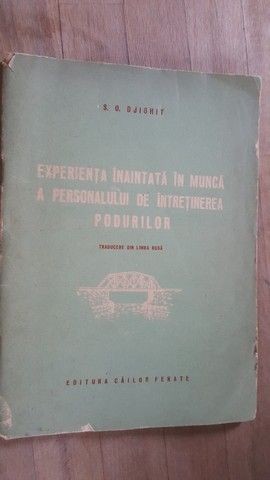 S. O. DJIGHIT
EXPERIENȚA ÎNAINTATĂ ÎN MUNCĂ
A PERSONALULUI DE ÎNTREȚINEREA
PODURILOR
TRADUCERE DIN LIMBA RUSĂ
EDITURA CĂILOR FERATE